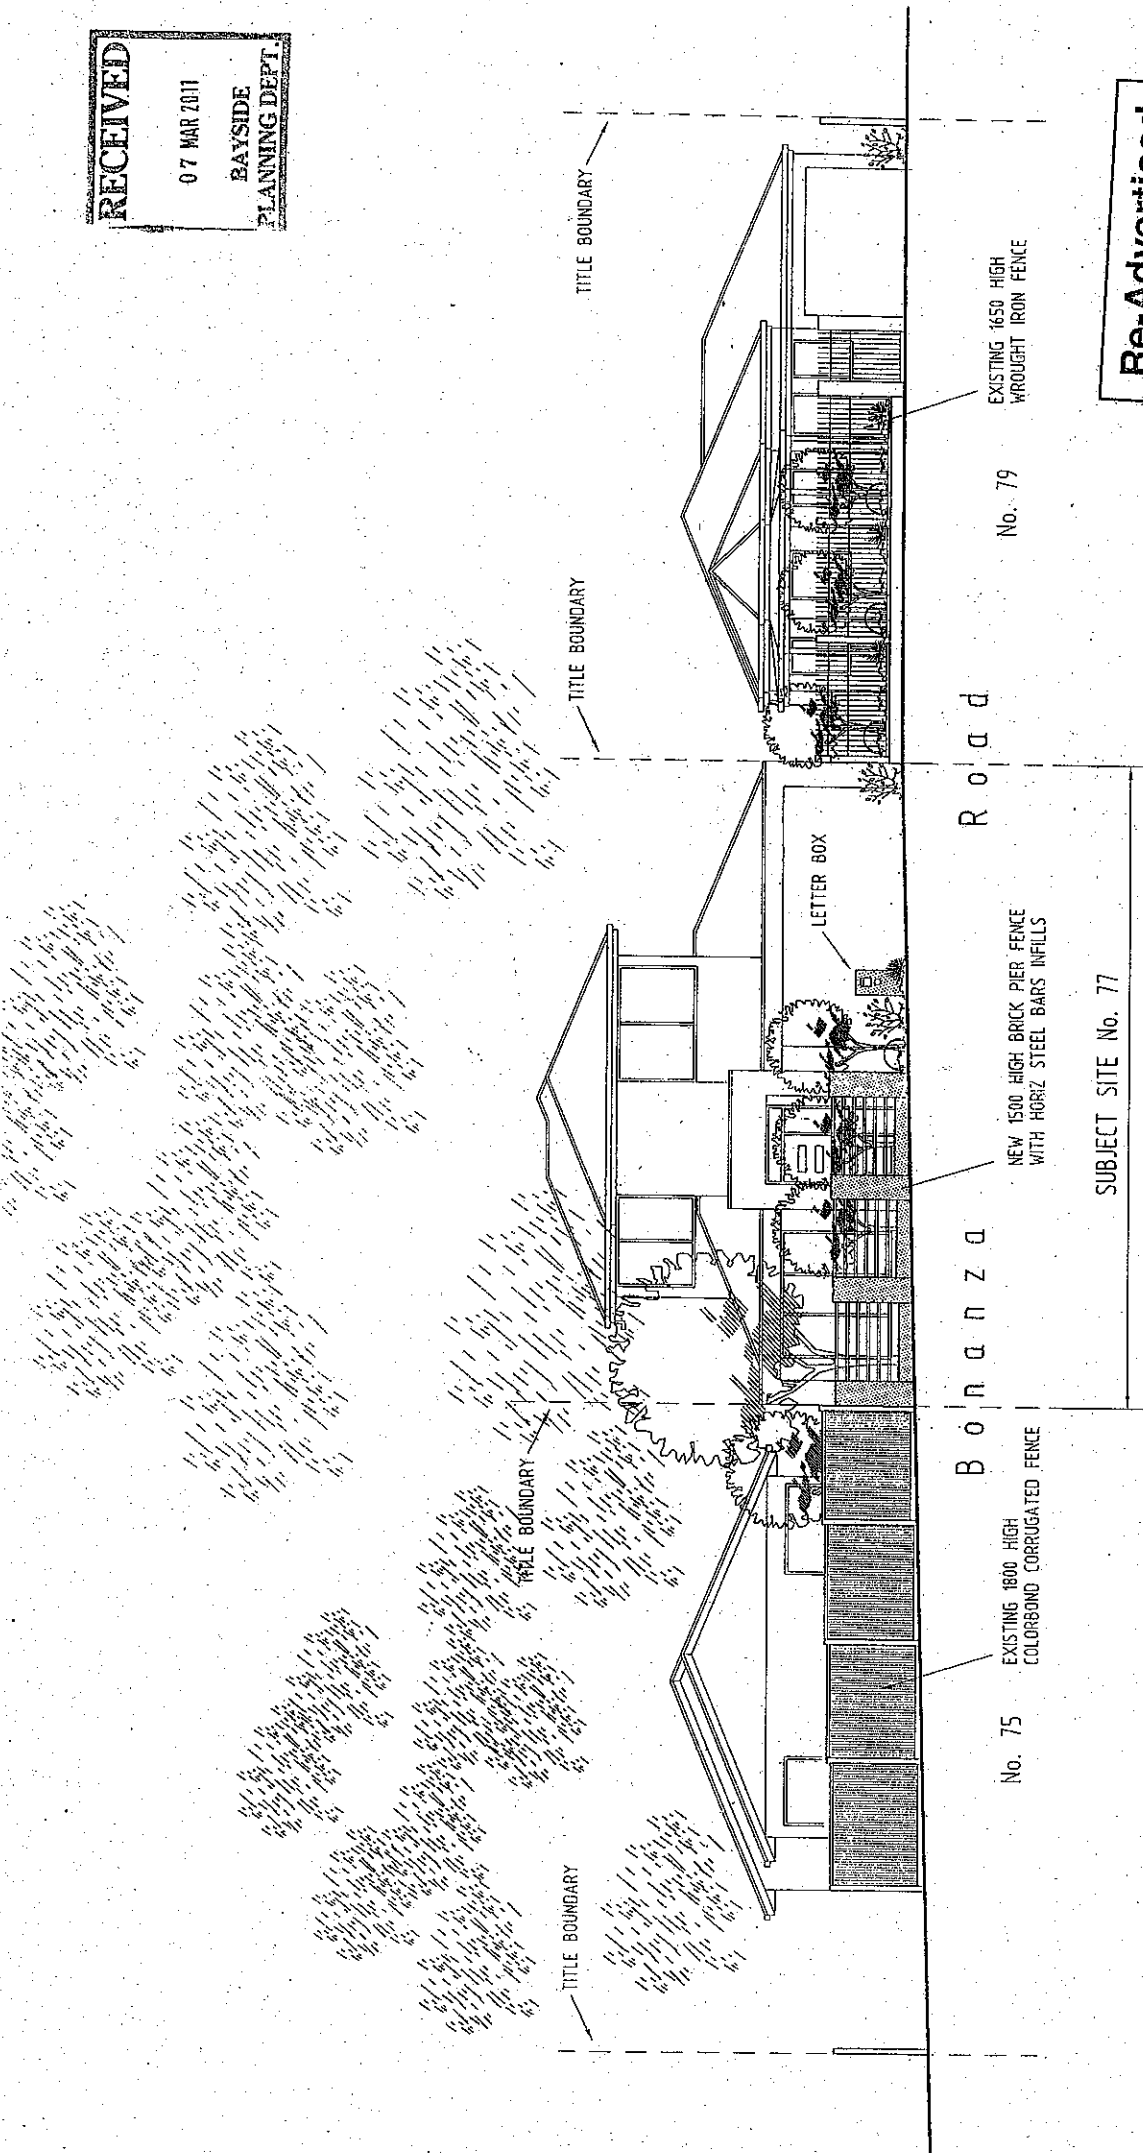 RECEIVED
07 MAR 2011
BAYSIDE
PLANNING DEPT.
TITLE BOUNDARY
TITLE BOUNDARY
TITLE BOUNDARY
TITLE BOUNDARY
LETTER BOX
Bonanza Road
No. 75
EXISTING 1800 HIGH
COLORBOND CORRUGATED FENCE
NEW 1500 HIGH BRICK PIER FENCE
WITH HORIZ STEEL BARS INFILLS
No. 79
EXISTING 1650 HIGH
WROUGHT IRON FENCE
SUBJECT SITE No. 77
Re-Advertised